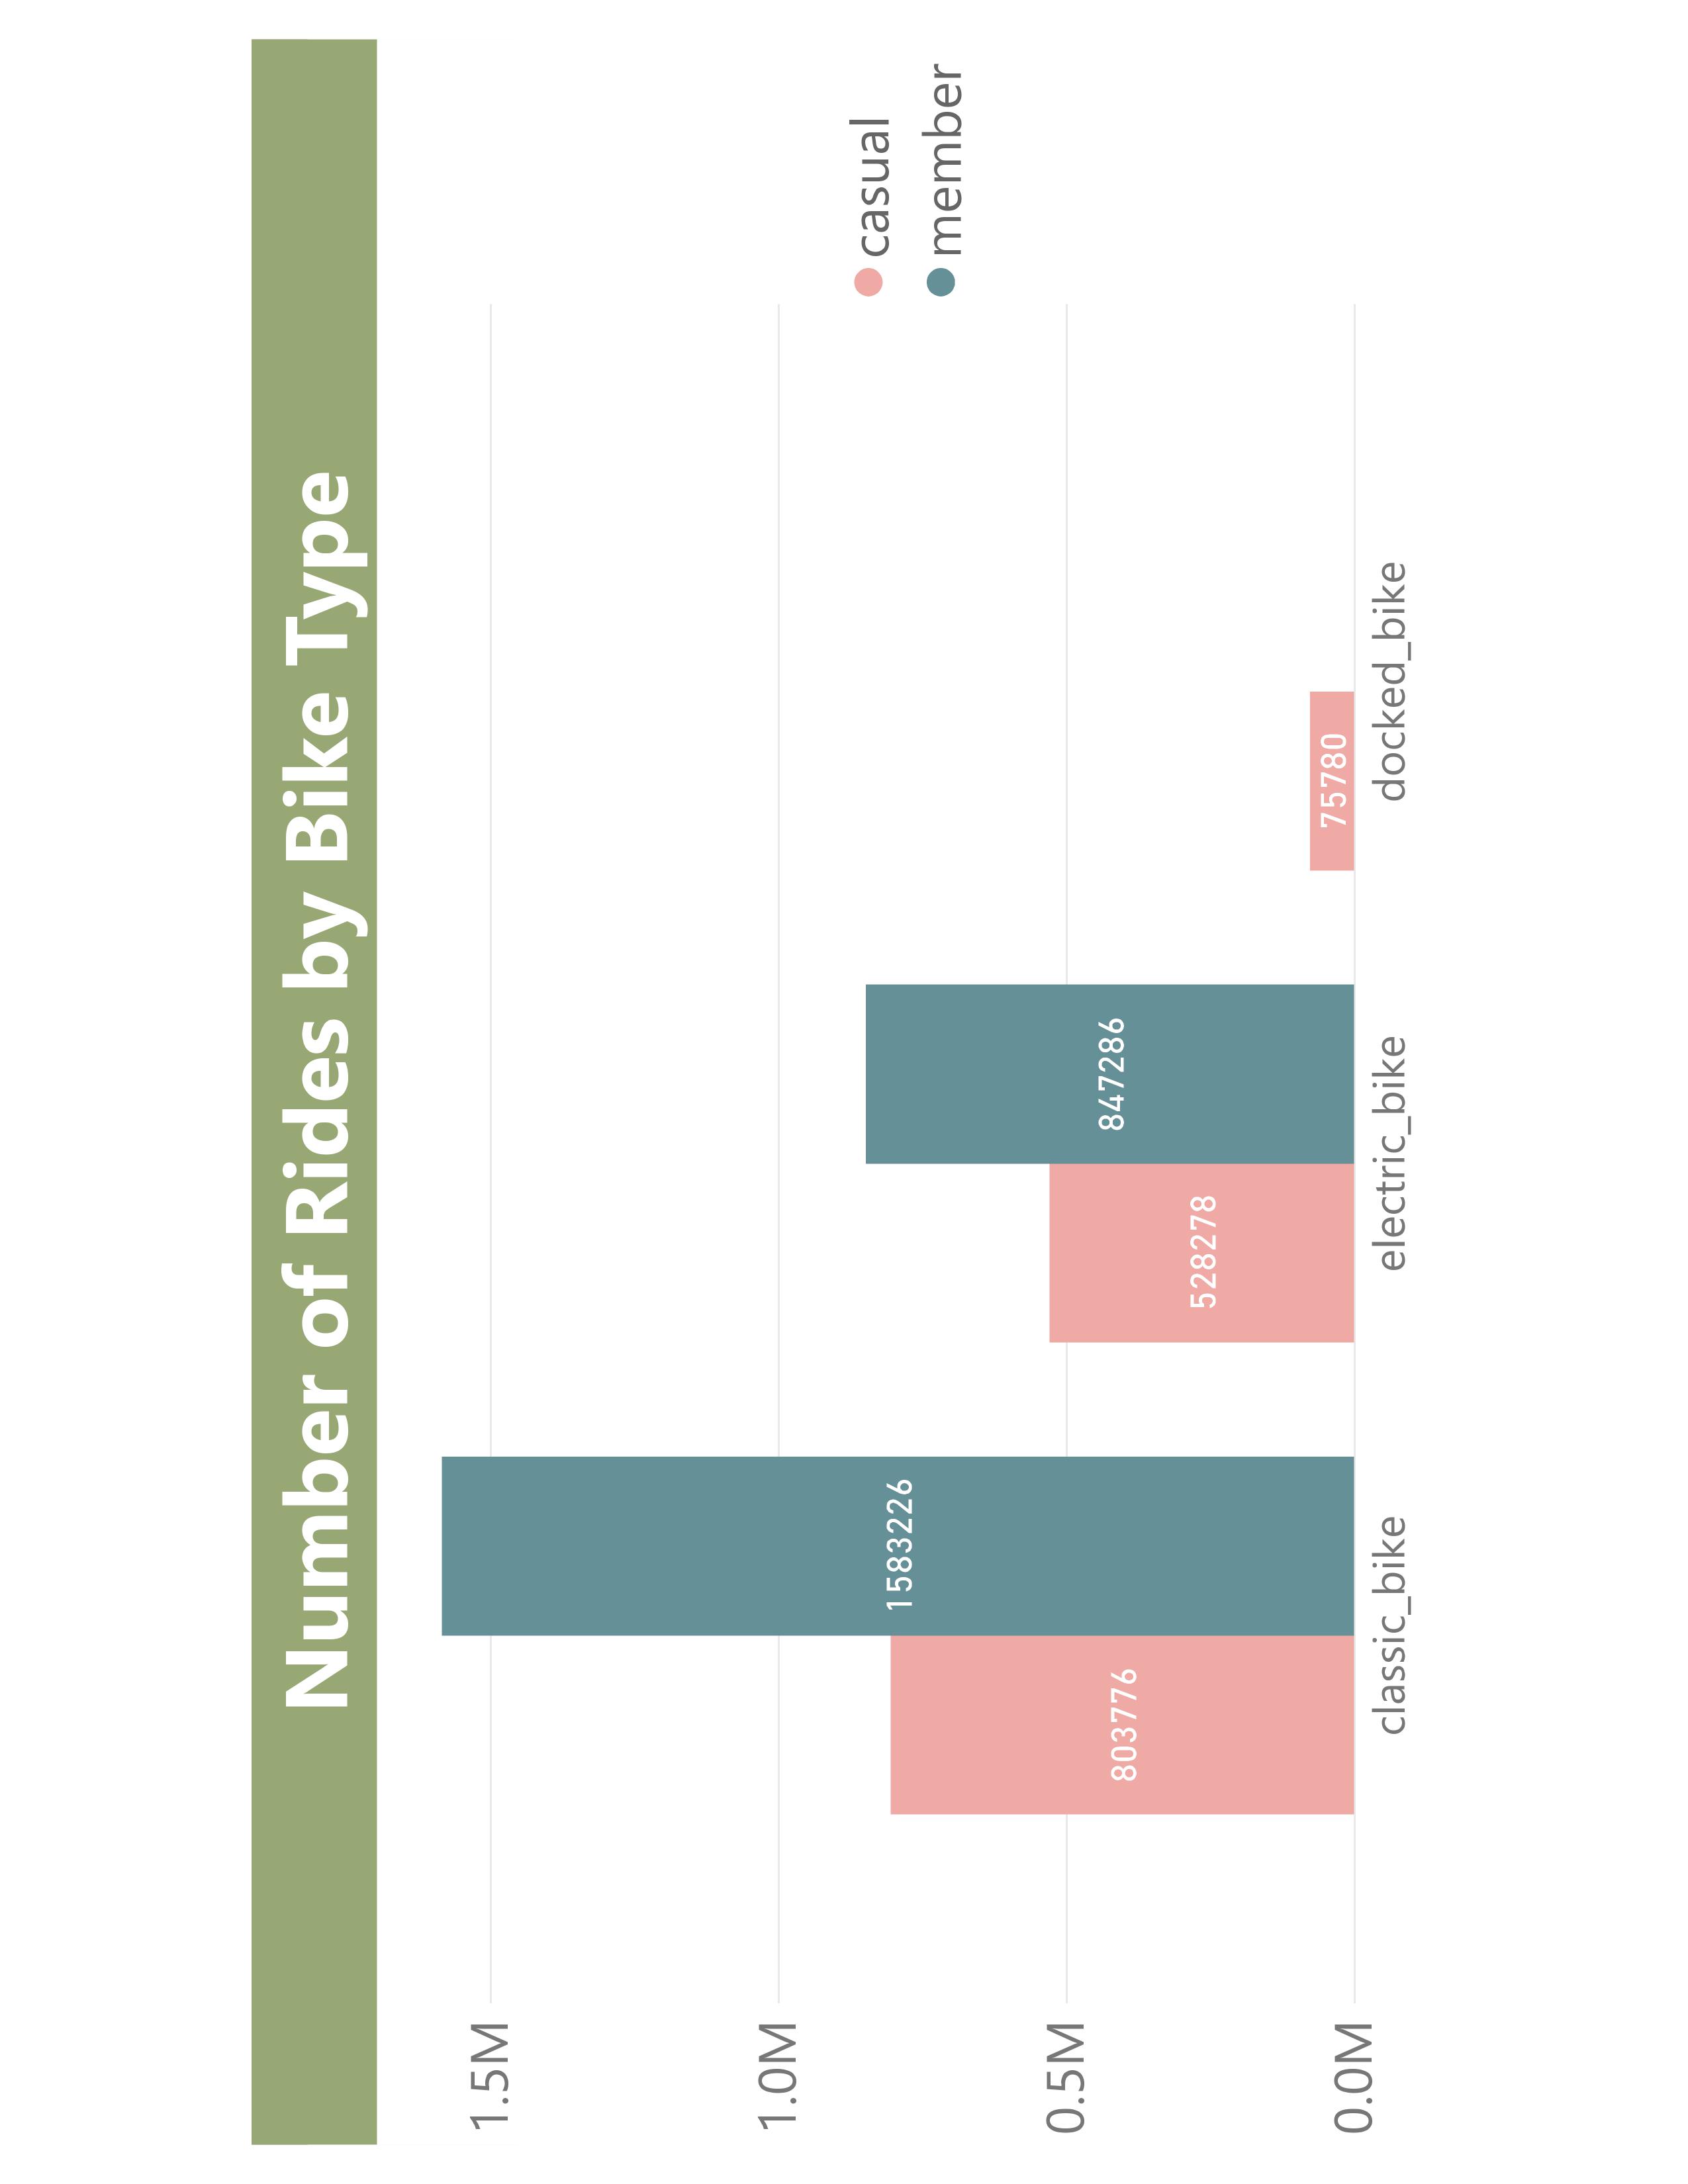 Number of Rides by Bike Type
1.5M
1.0M
0.5M
0.0M
803776
1583226
528278
847286
75780
classic_bike
electric_bike
docked_bike
casual
member